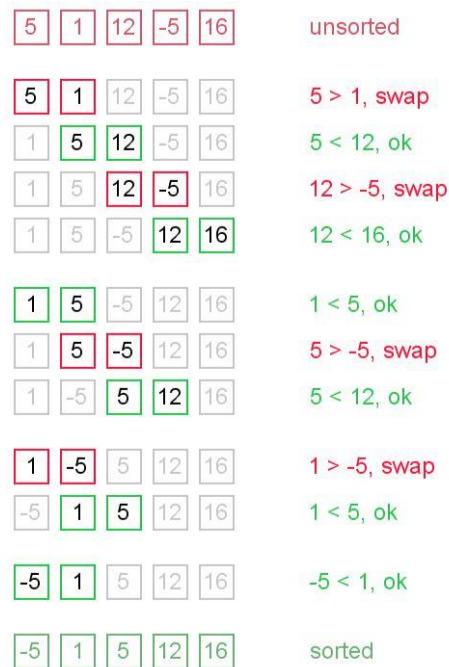 5 1 12 -5 16 unsorted
5 1 12 -5 16 5 > 1, swap
1 5 12 -5 16 5 < 12, ok
1 5 12 -5 16 12 > -5, swap
1 5 -5 12 16 12 < 16, ok
1 5 -5 12 16 1 < 5, ok
1 5 -5 12 16 5 > -5, swap
1 -5 5 12 16 5 < 12, ok
1 -5 5 12 16 1 > -5, swap
-5 1 5 12 16 1 < 5, ok
-5 1 5 12 16 -5 < 1, ok
-5 1 5 12 16 sorted